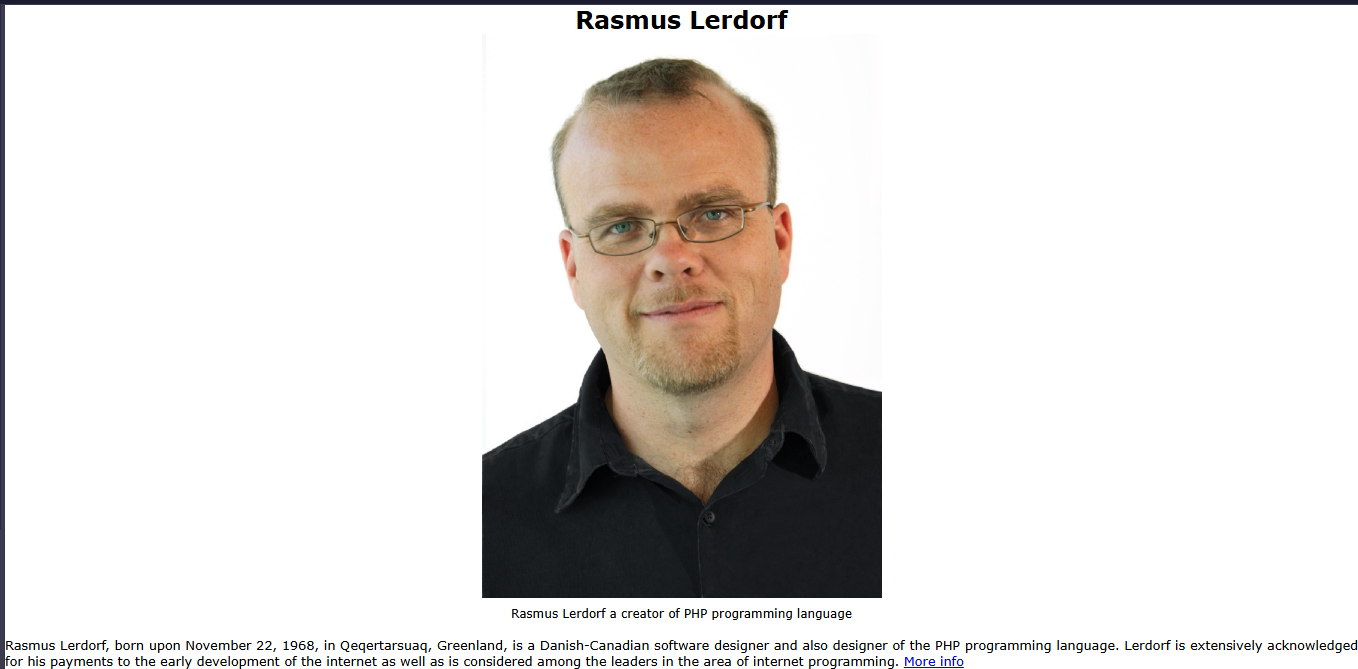 Rasmus Lerdorf
Rasmus Lerdorf a creator of PHP programming language
Rasmus Lerdorf, born upon November 22, 1968, in Qeqertarsuaq, Greenland, is a Danish-Canadian software designer and also designer of the PHP programming language. Lerdorf is extensively acknowledged
for his payments to the early development of the internet as well as is considered among the leaders in the area of internet programming. More info